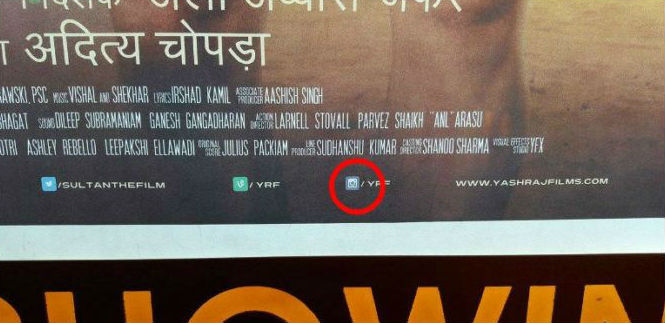 अदित्य चोपड़ा
PSC MUSIC VISHAL AND SHEKHAR LYRICS IRSHAD KAMIL ASSOCIATE PRODUCER AASHISH SINGH
SOUND DILEEP SUBRAMANIAM GANESH GANGADHARAN ACTION DIRECTOR LARNELL STOVALL PARVEZ SHAIKH "ANL" ARASU
ASHLEY REBELLO LEEPAKSHI ELLAWADI ORIGINAL SCORE JULIUS PACKIAM LINE PRODUCER SUDHANSHU KUMAR CASTING DIRECTOR SHANOO SHARMA VISUAL EFFECTS STUDIO YFX
/SULTANTHEFILM / YRF / YRF WWW.YASHRAJFILMS.COM